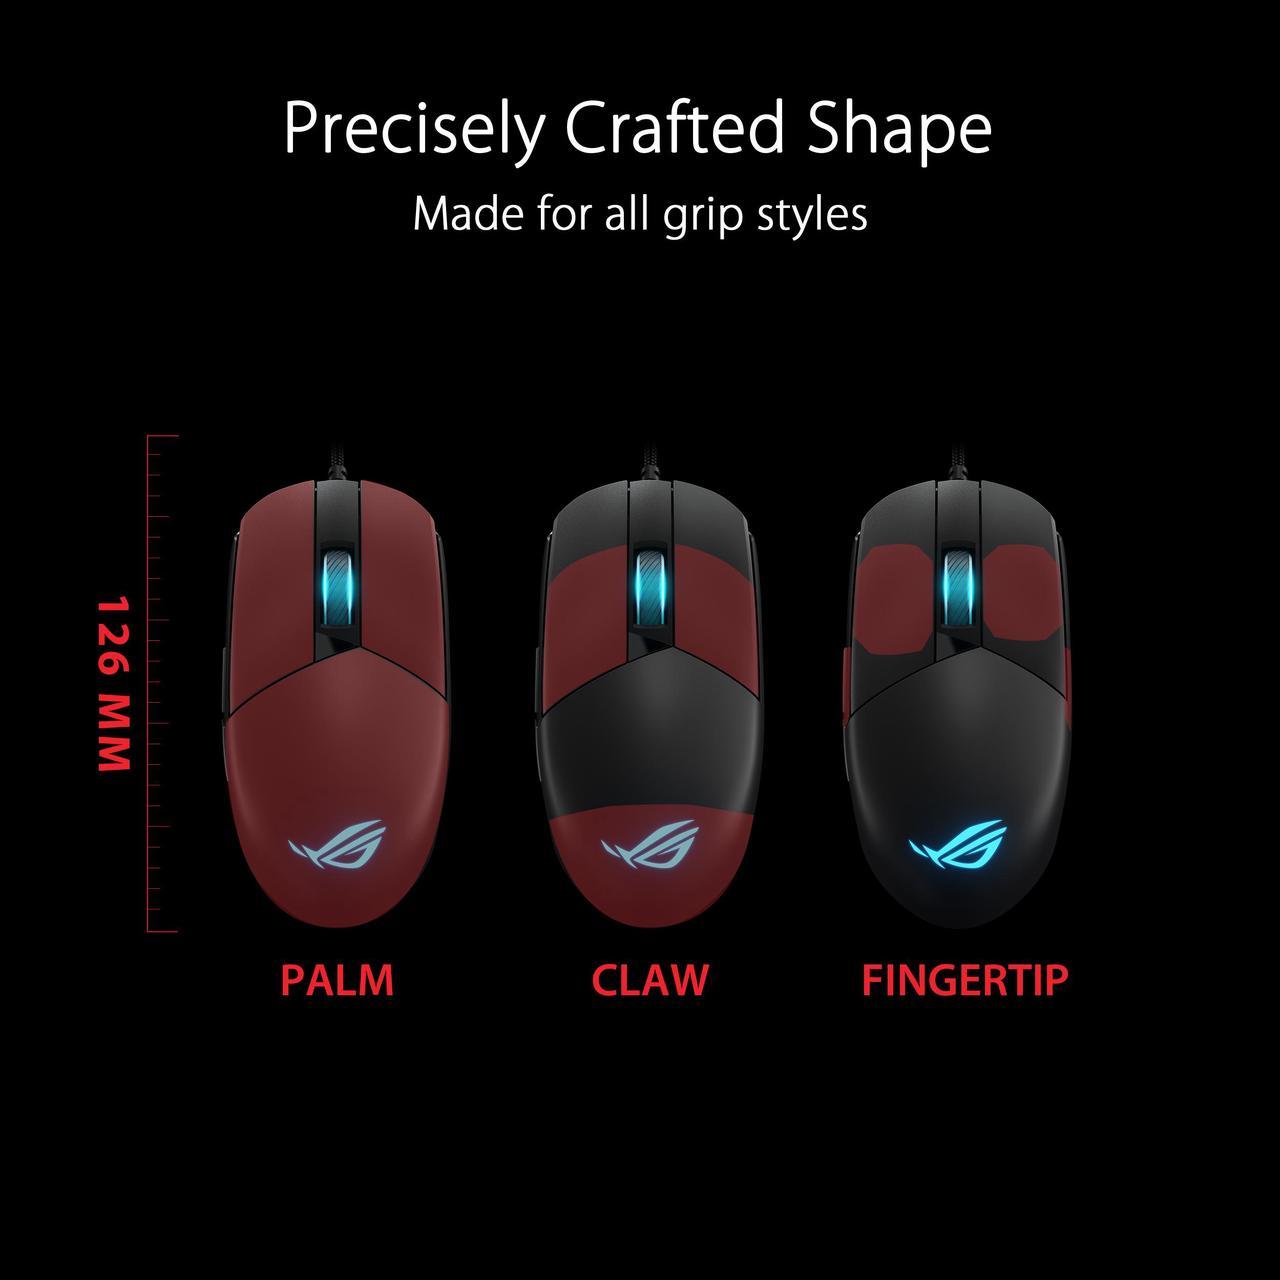 Precisely Crafted Shape
Made for all grip styles
126 MM
PALM
CLAW
FINGERTIP